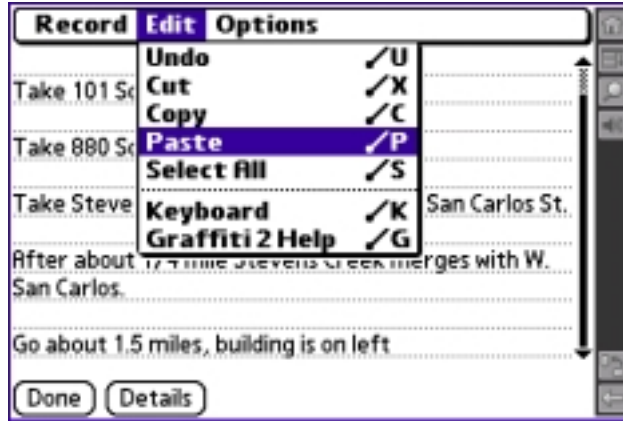 Record Edit Options
Undo /U
Cut /X
Copy /C
Paste /P
Select All /S
Keyboard /K
Graffiti 2 Help /G
Take 101 So
Take 880 So
Take Steve San Carlos St.
After about 1/4 mile Stevens Creek merges with W.
San Carlos.
Go about 1.5 miles, building is on left
Done Details